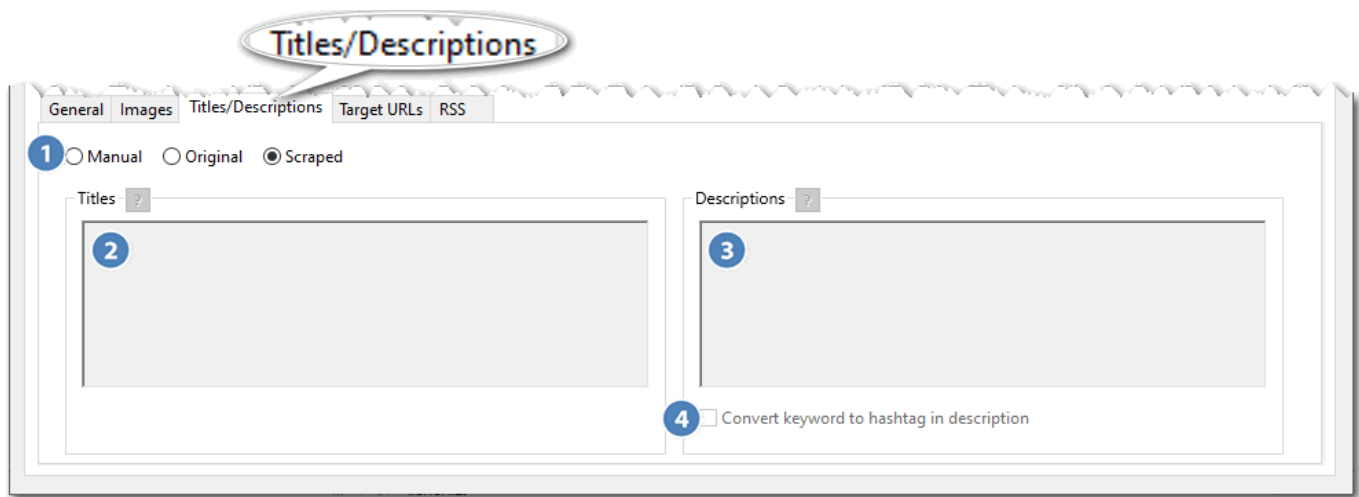 Titles/Descriptions
General Images Titles/Descriptions Target URLs RSS
1 Manual Original Scraped
Titles ? Descriptions ?
2 3
4 Convert keyword to hashtag in description